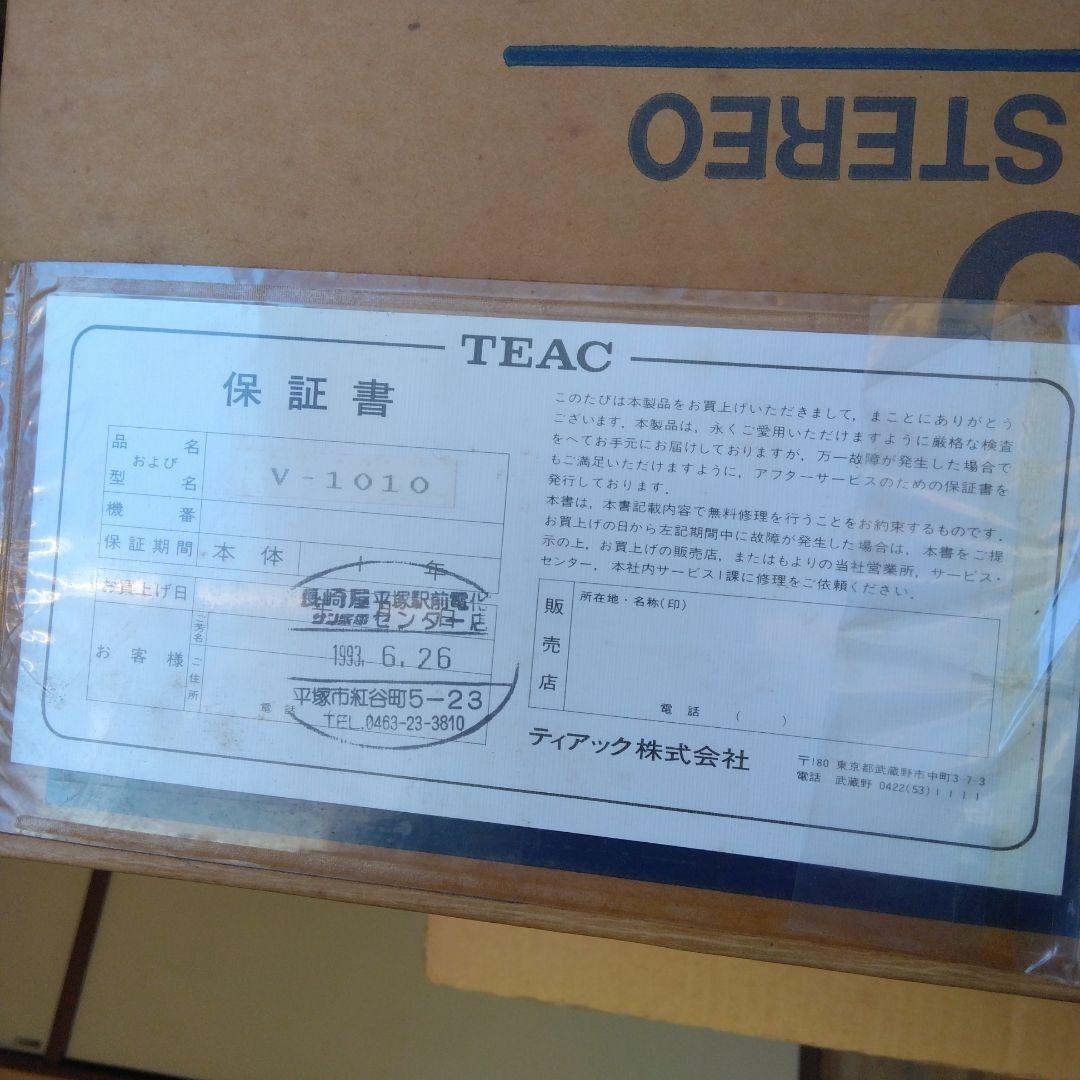 STEREO
TEAC
保証書
品名
および
型名
V-1010
機番
保証期間 本体 1年
お買上げ日
お客様
ご芳名
ご住所
電話
長崎屋平塚駅前電化
サンスカイセンター店
1993. 6. 26
平塚市紅谷町5-23
TEL.0463-23-3810
このたびは本製品をお買上げいただきまして，まことにありがとう
ございます．本製品は，永くご愛用いただけますように厳格な検査
をへてお手元にお届けしておりますが，万一故障が発生した場合で
もご満足いただけますように，アフターサービスのための保証書を
発行しております．
本書は，本書記載内容で無料修理を行うことをお約束するものです．
お買上げの日から左記期間中に故障が発生した場合は，本書をご提
示の上，お買上げの販売店，またはもよりの当社営業所，サービス・
センター，本社内サービス1課に修理をご依頼ください．
販売店
所在地・名称(印)
電話 ( )
ティアック株式会社
〒180 東京都武蔵野市中町3-7-3
電話 武蔵野 0422(53)1111